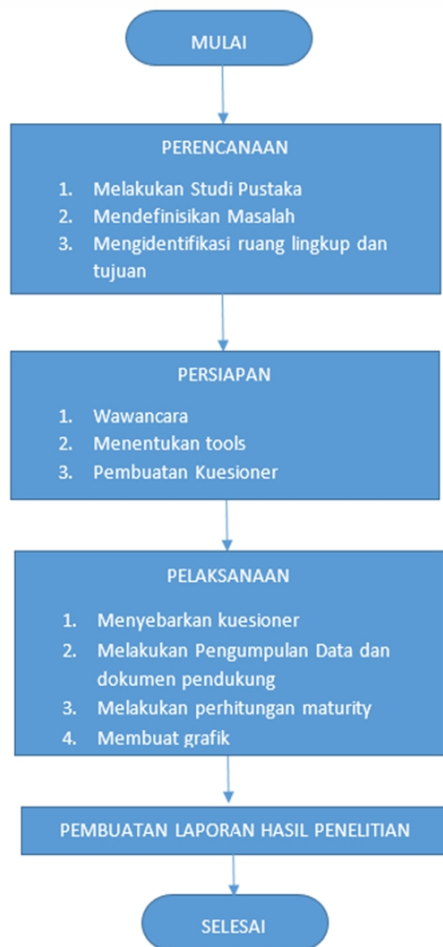 MULAI
PERENCANAAN
1. Melakukan Studi Pustaka
2. Mendefinisikan Masalah
3. Mengidentifikasi ruang lingkup dan
tujuan
PERSIAPAN
1. Wawancara
2. Menentukan tools
3. Pembuatan Kuesioner
PELAKSANAAN
1. Menyebarkan kuesioner
2. Melakukan Pengumpulan Data dan
dokumen pendukung
3. Melakukan perhitungan maturity
4. Membuat grafik
PEMBUATAN LAPORAN HASIL PENELITIAN
SELESAI